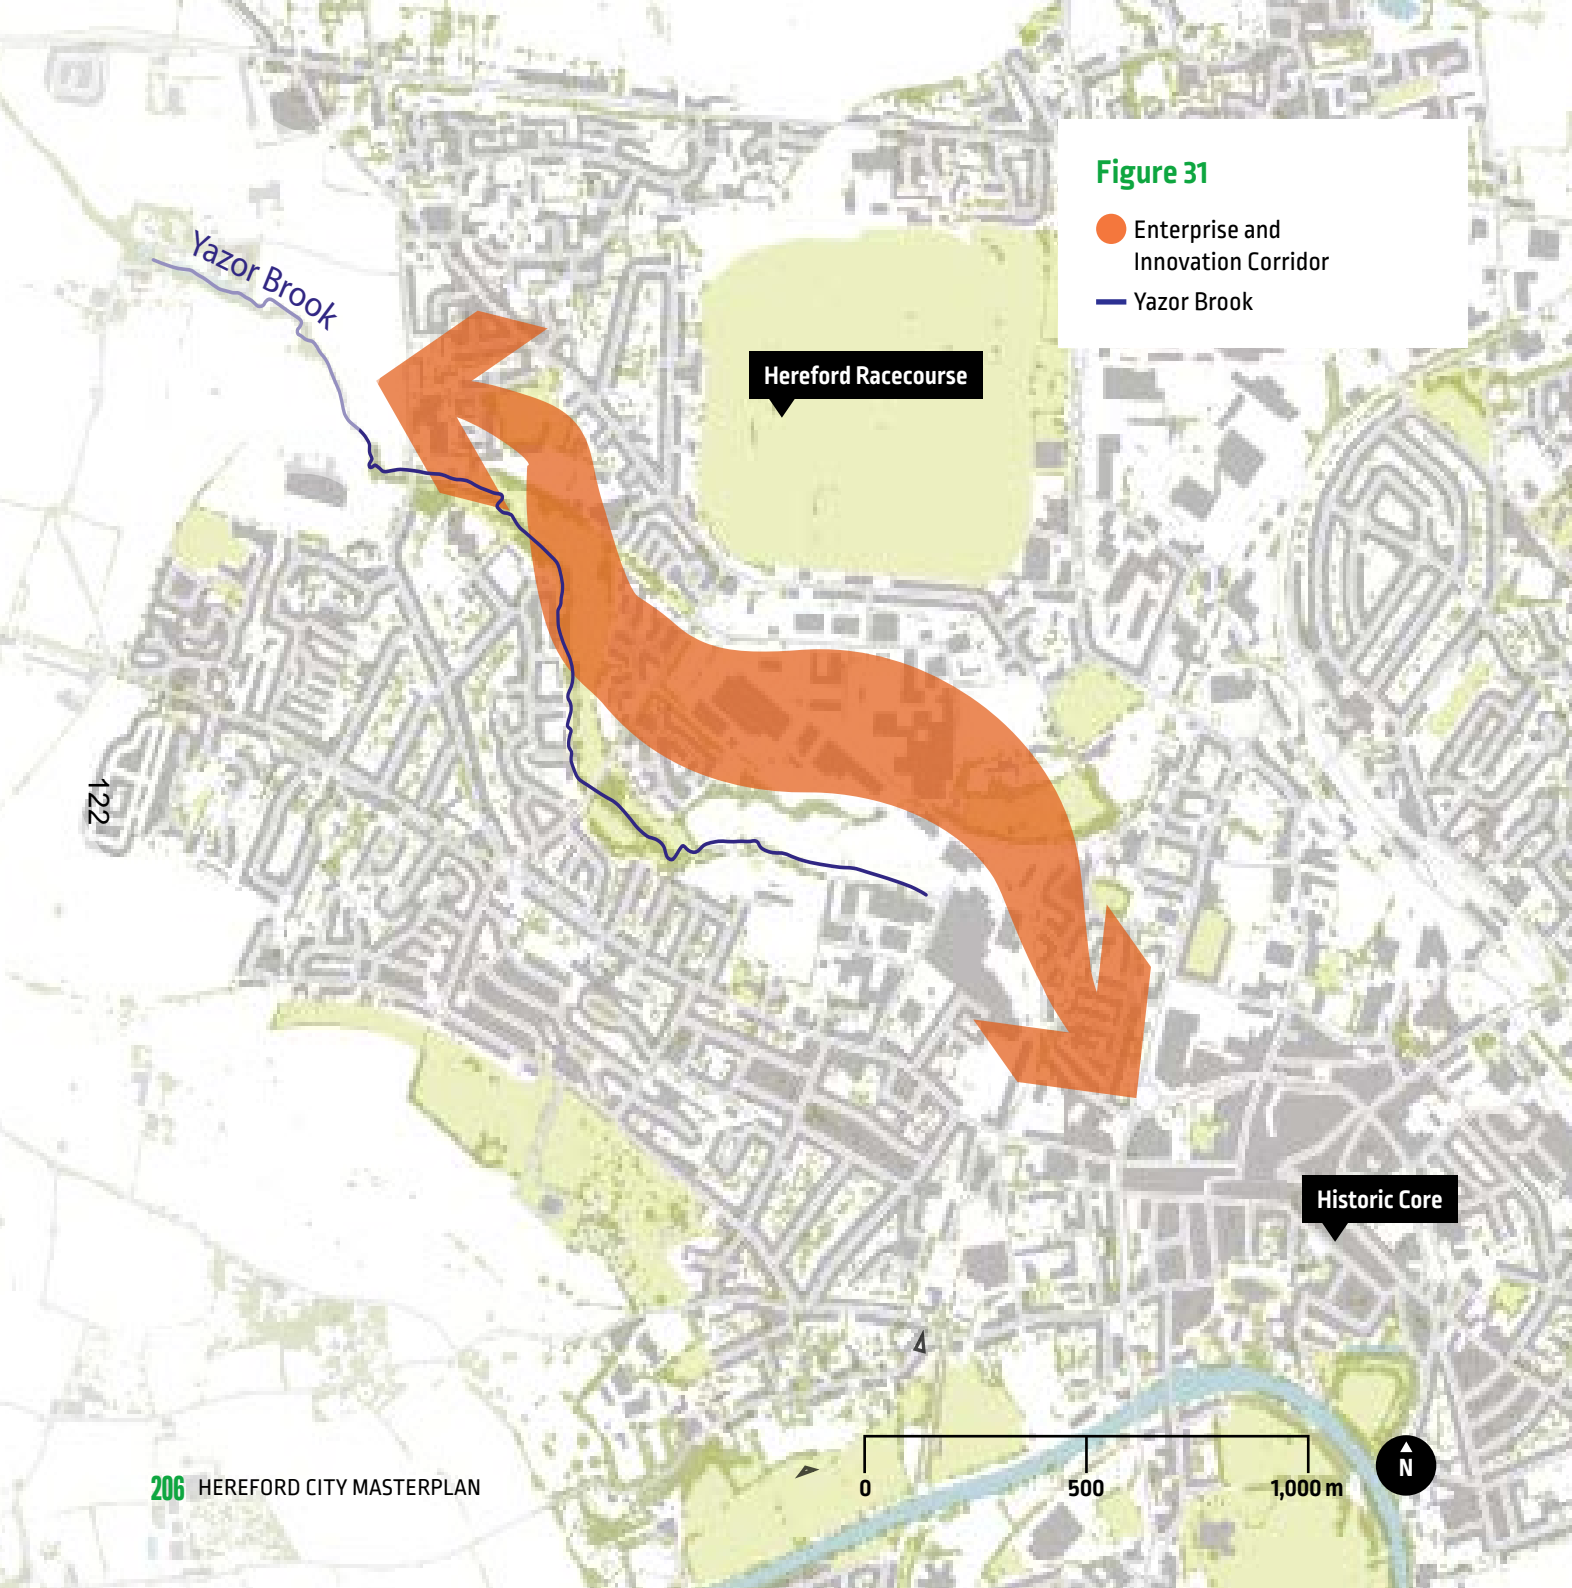 Figure 31
Enterprise and
Innovation Corridor
Yazor Brook
Yazor Brook
Hereford Racecourse
122
Historic Core
0
500
1,000 m
N
206 HEREFORD CITY MASTERPLAN